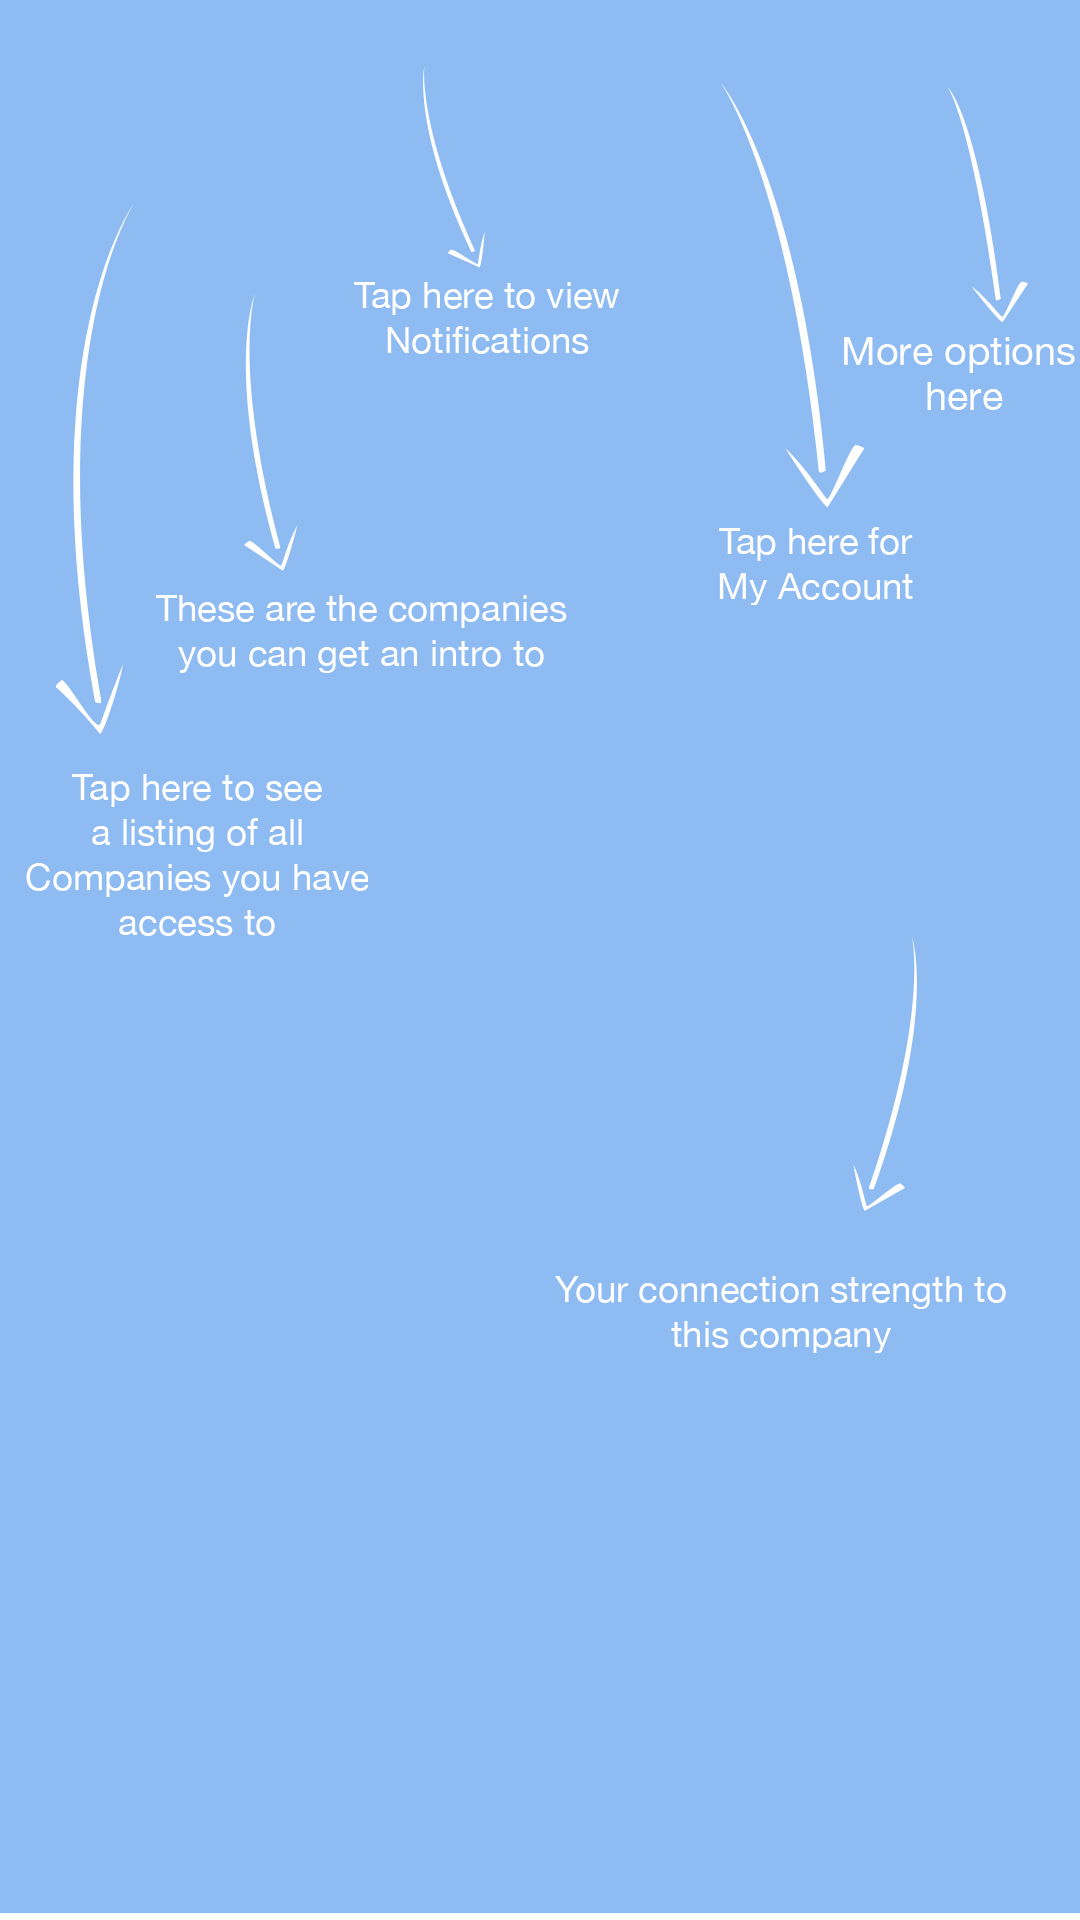 Tap here to view
Notifications
More options
here
Tap here for
My Account
These are the companies
you can get an intro to
Tap here to see
a listing of all
Companies you have
access to
Your connection strength to
this company